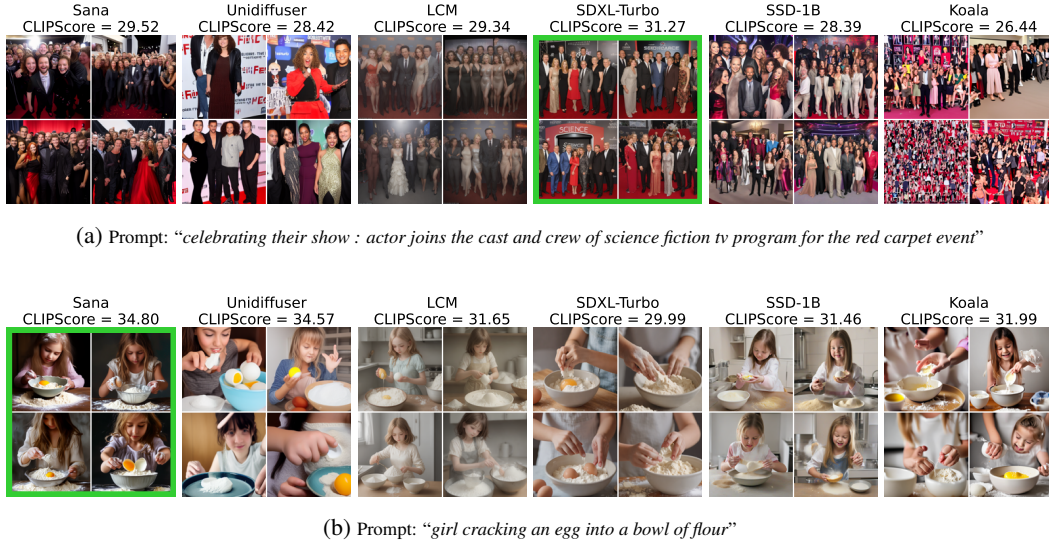 Sana Unidiffuser LCM SDXL-Turbo SSD-1B Koala
CLIPScore = 29.52 CLIPScore = 28.42 CLIPScore = 29.34 CLIPScore = 31.27 CLIPScore = 28.39 CLIPScore = 26.44
SCIENCE
(a) Prompt: “celebrating their show : actor joins the cast and crew of science fiction tv program for the red carpet event”
Sana Unidiffuser LCM SDXL-Turbo SSD-1B Koala
CLIPScore = 34.80 CLIPScore = 34.57 CLIPScore = 31.65 CLIPScore = 29.99 CLIPScore = 31.46 CLIPScore = 31.99
(b) Prompt: “girl cracking an egg into a bowl of flour”